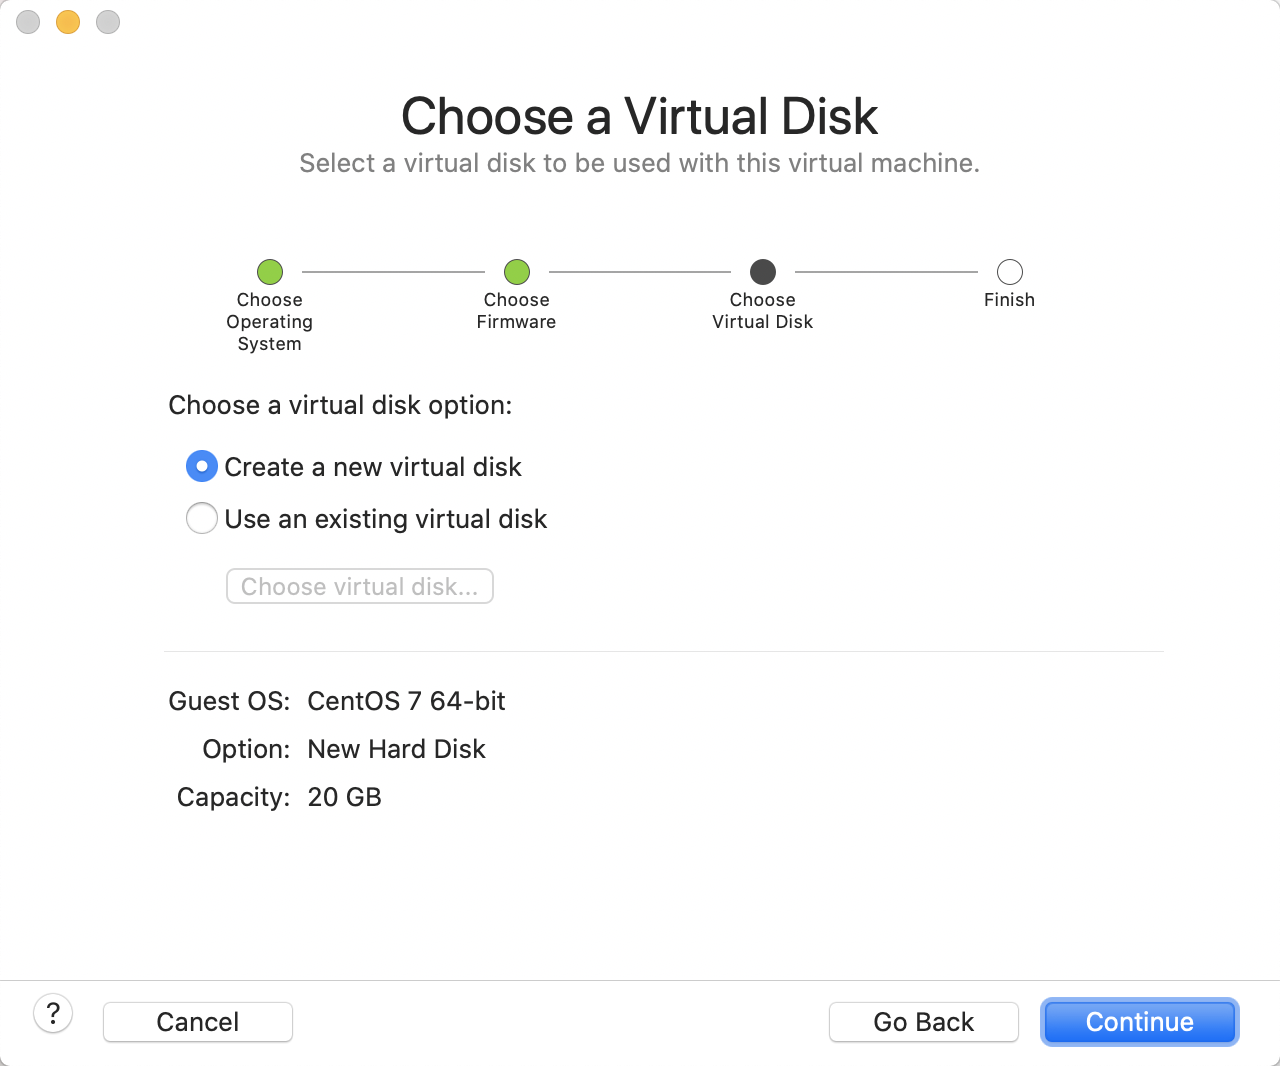 Choose a Virtual Disk
Select a virtual disk to be used with this virtual machine.
Choose
Operating
System
Choose
Firmware
Choose
Virtual Disk
Finish
Choose a virtual disk option:
Create a new virtual disk
Use an existing virtual disk
Choose virtual disk...
Guest OS: CentOS 7 64-bit
Option: New Hard Disk
Capacity: 20 GB
? Cancel Go Back Continue